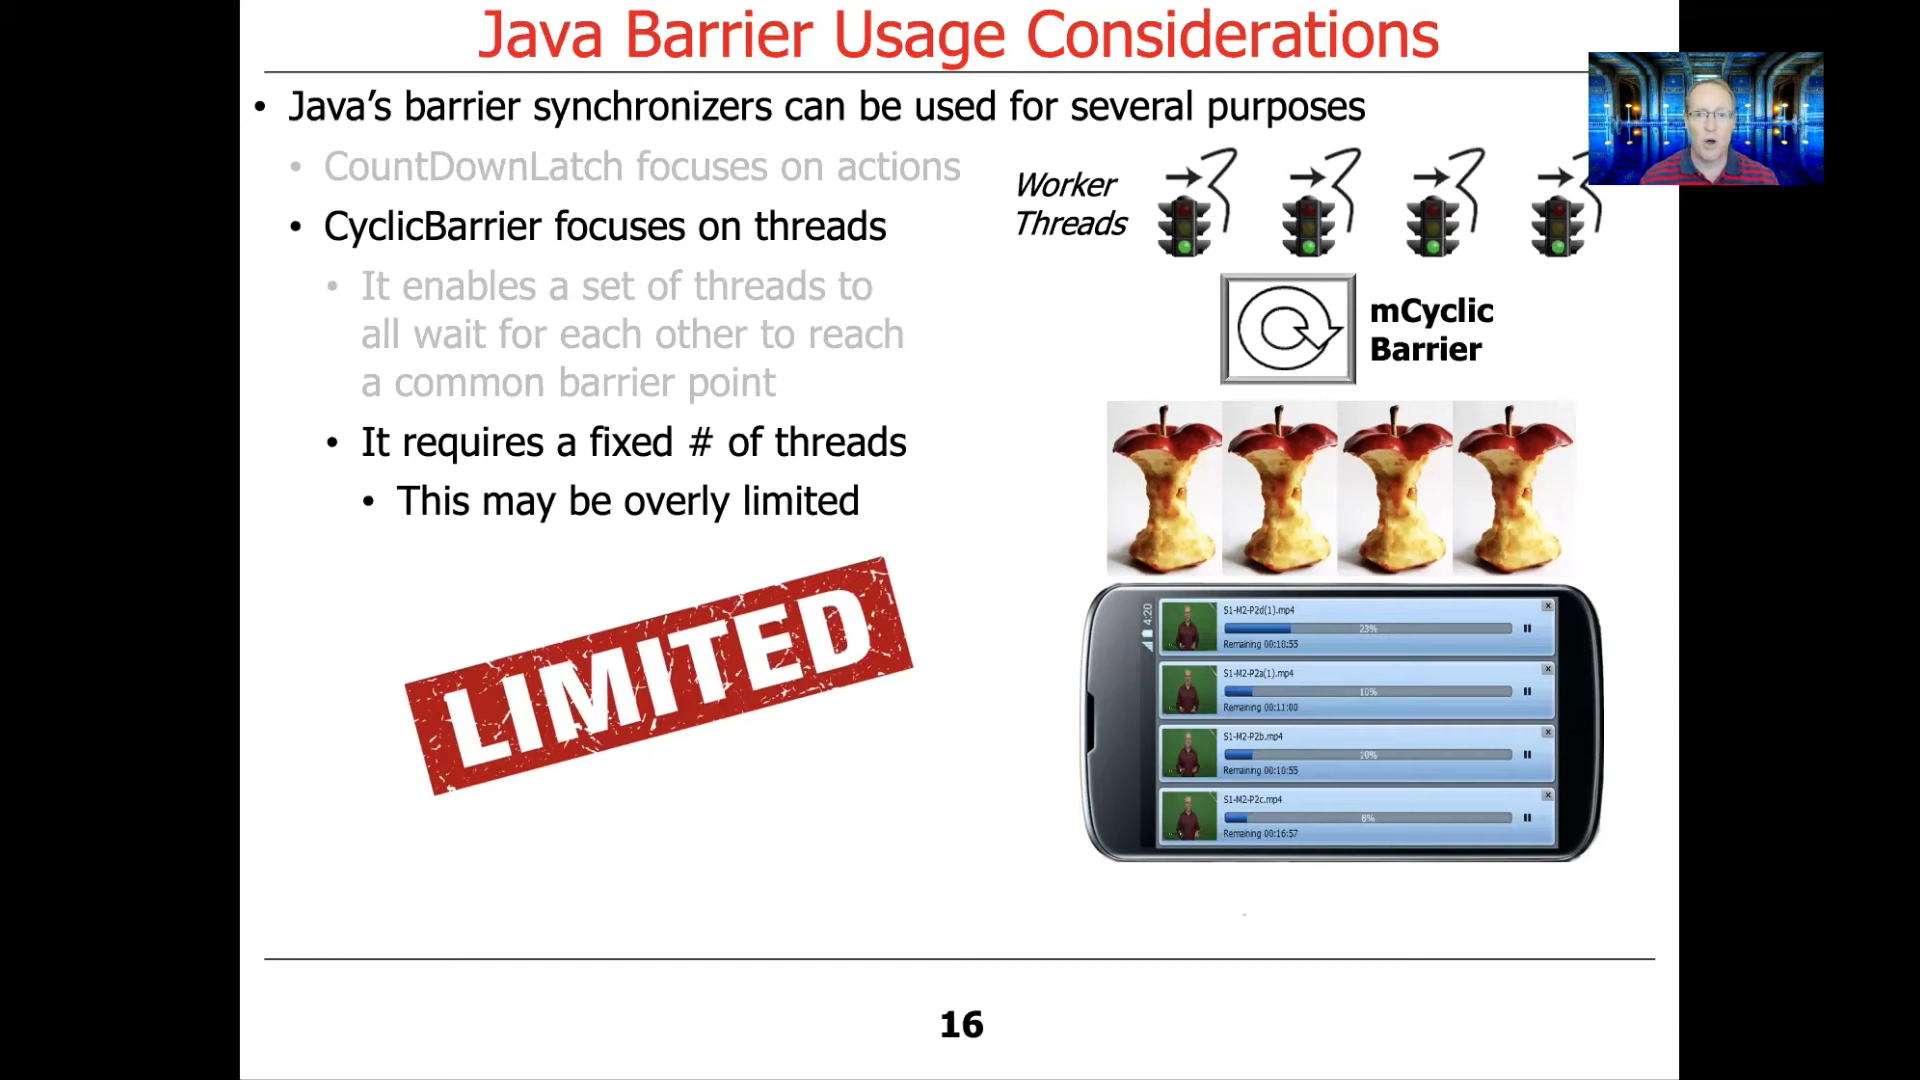 Java Barrier Usage Considerations
• Java’s barrier synchronizers can be used for several purposes
• CountDownLatch focuses on actions
• CyclicBarrier focuses on threads
• It enables a set of threads to
all wait for each other to reach
a common barrier point
• It requires a fixed # of threads
• This may be overly limited
LIMITED
Worker
Threads
mCyclic
Barrier
4:20
S1-M2-P2d(1).mp4
23%
Remaining 00:10:55
S1-M2-P2a(1).mp4
10%
Remaining 00:11:00
S1-M2-P2b.mp4
10%
Remaining 00:10:55
S1-M2-P2c.mp4
8%
Remaining 00:16:57
16